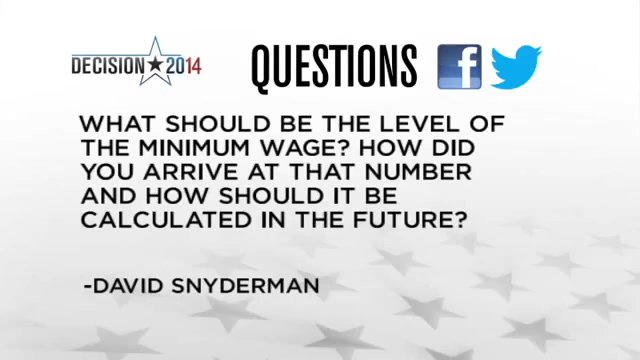 DECISION 2014
QUESTIONS
WHAT SHOULD BE THE LEVEL OF
THE MINIMUM WAGE? HOW DID
YOU ARRIVE AT THAT NUMBER
AND HOW SHOULD IT BE
CALCULATED IN THE FUTURE?
-DAVID SNYDERMAN